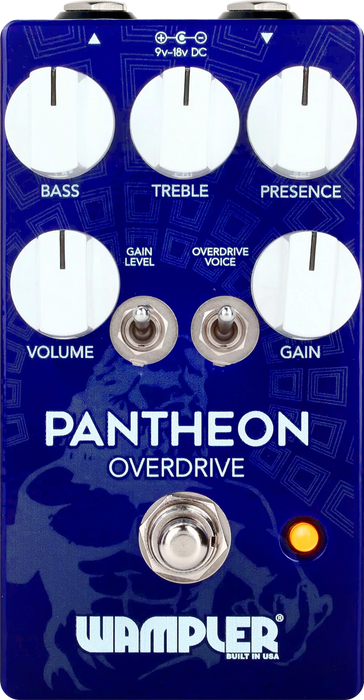 9v-18v DC
BASS TREBLE PRESENCE
GAIN LEVEL
OVERDRIVE VOICE
VOLUME GAIN
PANTHEON
OVERDRIVE
WAMPLER®
BUILT IN USA